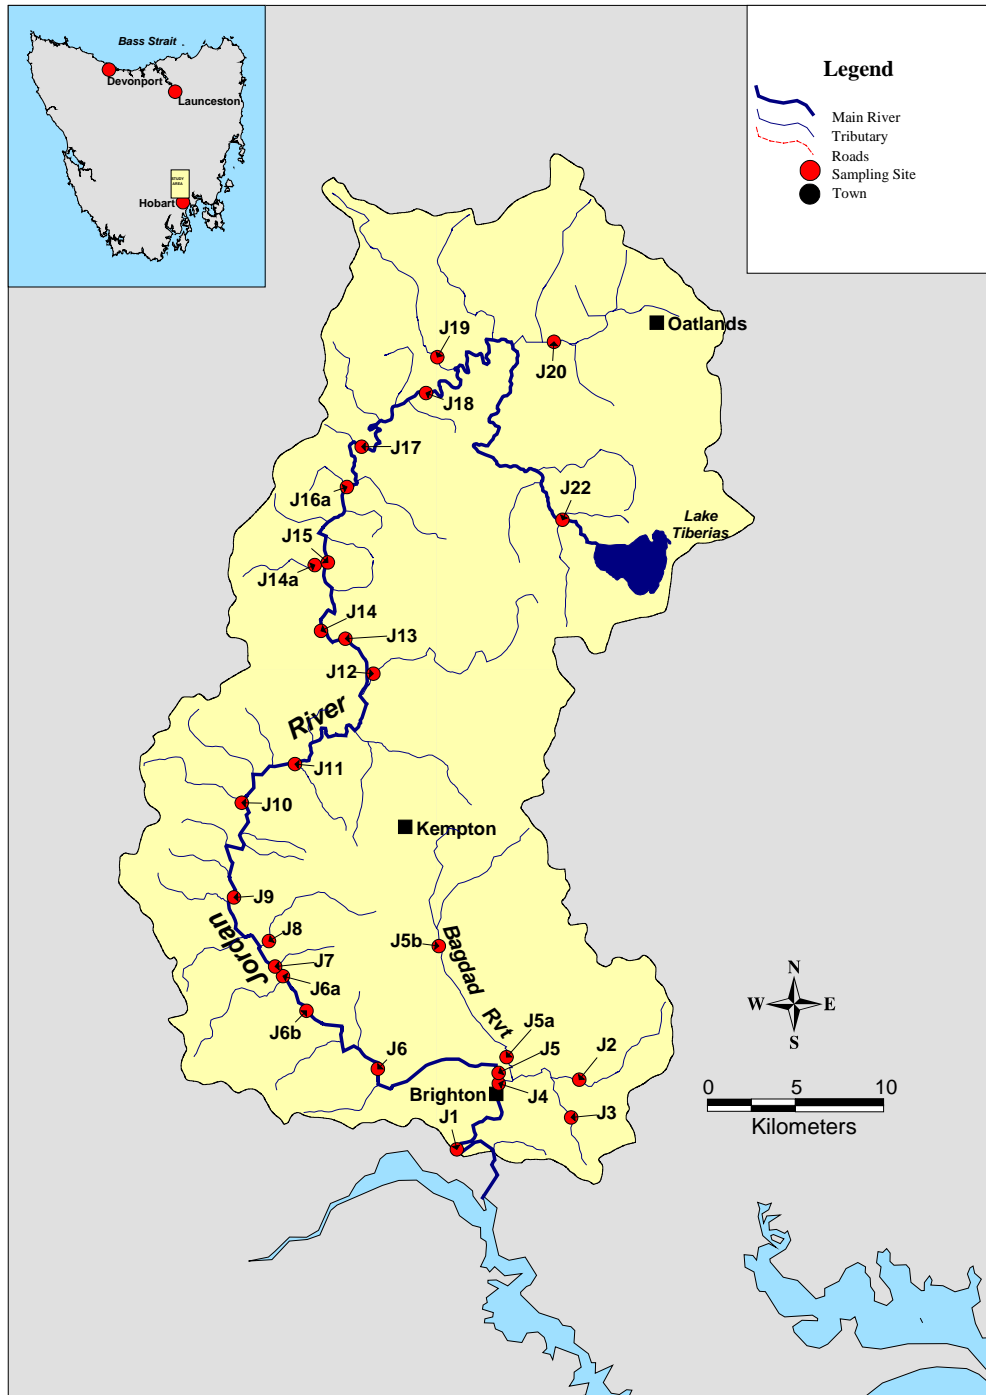 Bass Strait
Devonport
Launceston
STUDY
AREA
Hobart
Legend
Main River
Tributary
Roads
Sampling Site
Town
Oatlands
J19
J20
J18
J17
J16a
J22
Lake
Tiberias
J15
J14a
J14
J13
J12
River
J11
J10
Kempton
J9
Jordan
J8
J5b
Bagdad Rvt
J7
J6a
J6b
N
W E
S
J5a
J5
J2
J6
Brighton
J4
J3
J1
0 5 10
Kilometers